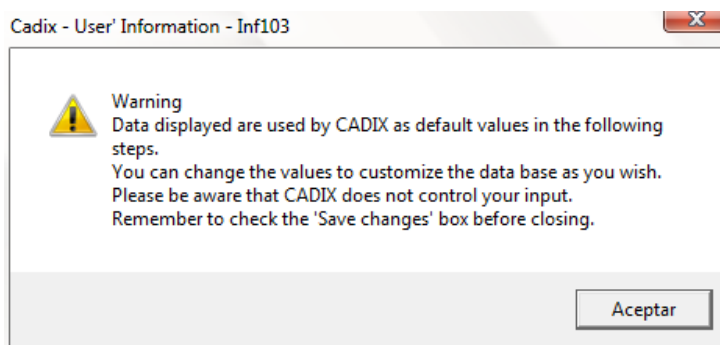 Cadix - User' Information - Inf103
Warning
Data displayed are used by CADIX as default values in the following
steps.
You can change the values to customize the data base as you wish.
Please be aware that CADIX does not control your input.
Remember to check the 'Save changes' box before closing.
Aceptar